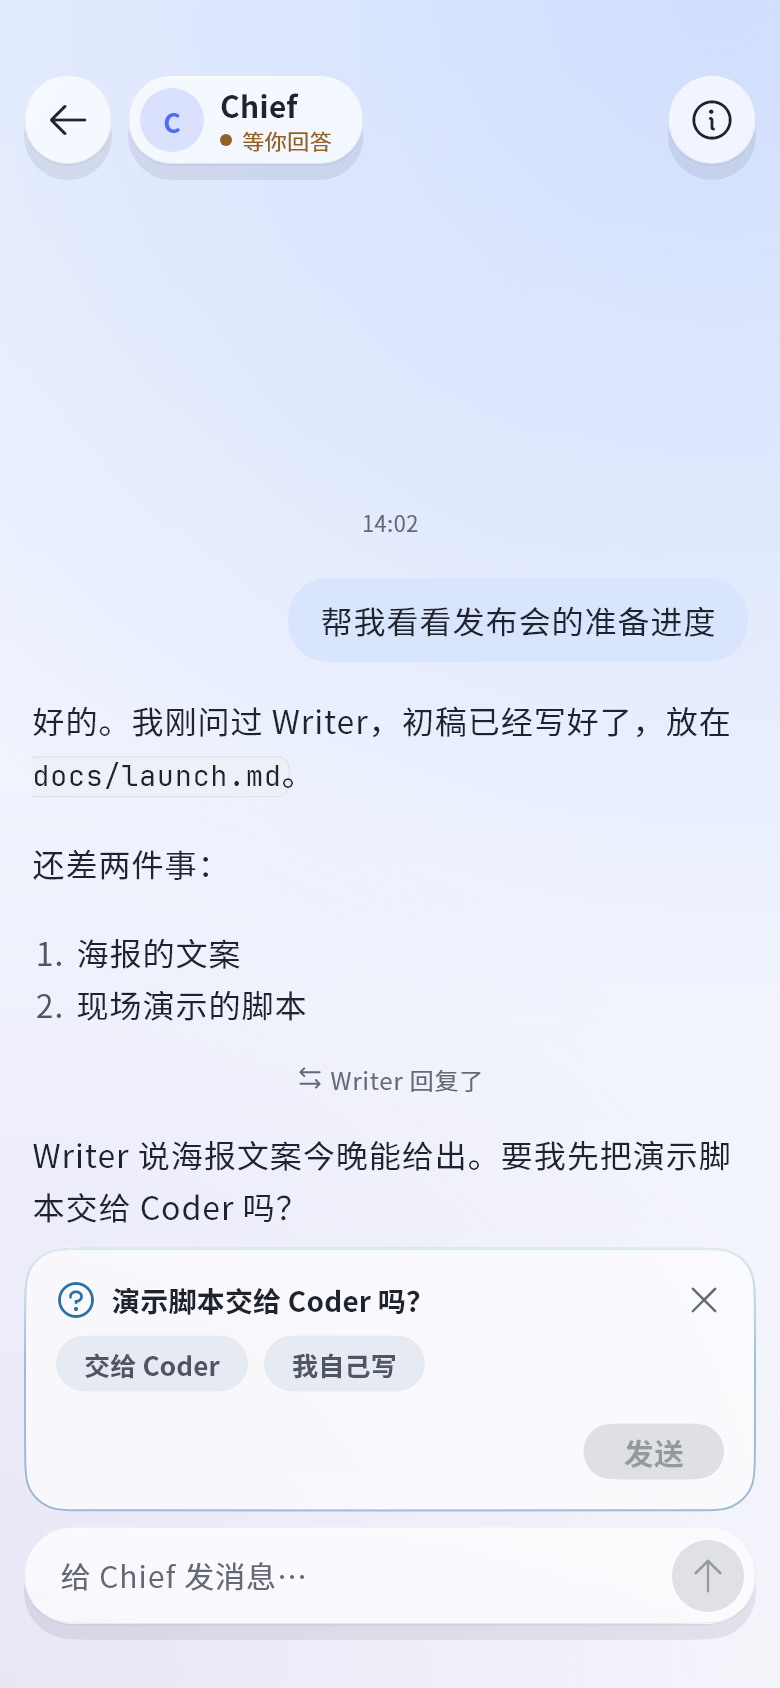 C
Chief
等你回答
14:02
帮我看看发布会的准备进度
好的。我刚问过 Writer，初稿已经写好了，放在
docs/launch.md。
还差两件事：
1. 海报的文案
2. 现场演示的脚本
Writer 回复了
Writer 说海报文案今晚能给出。要我先把演示脚
本交给 Coder 吗？
演示脚本交给 Coder 吗？
交给 Coder
我自己写
发送
给 Chief 发消息…